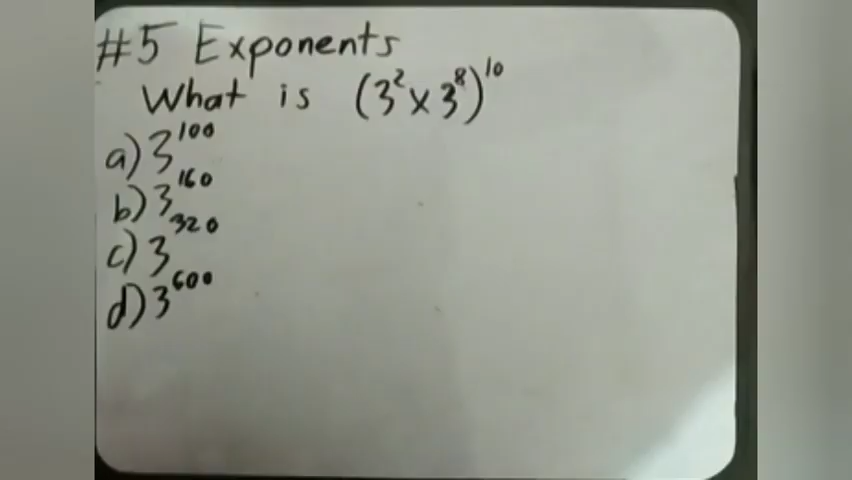 #5 Exponents
What is (3² x 3⁸)¹⁰
a) 3¹⁰⁰
b) 3¹⁶⁰
c) 3³²⁰
d) 3⁶⁰⁰